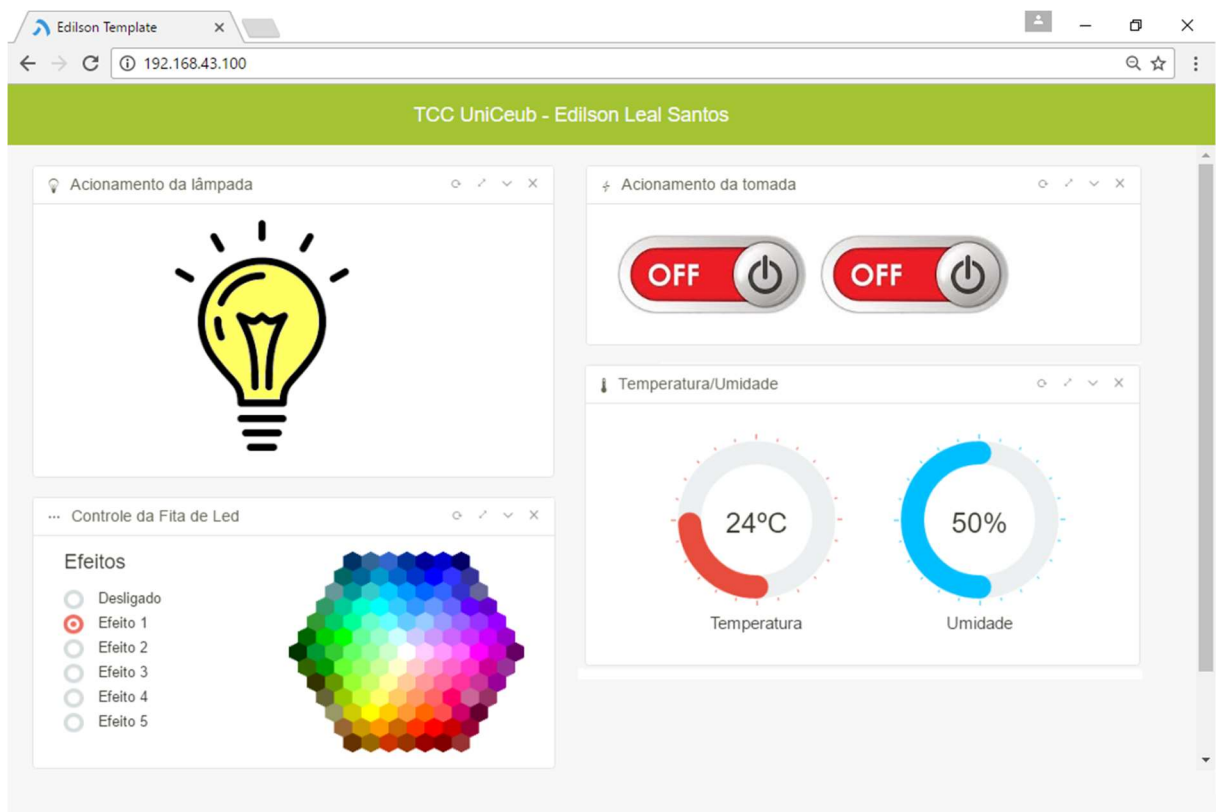 Edilson Template
192.168.43.100
TCC UniCeub - Edilson Leal Santos
Acionamento da lâmpada
Acionamento da tomada
OFF OFF
Temperatura/Umidade
24ºC 50%
Temperatura Umidade
Controle da Fita de Led
Efeitos
Desligado
Efeito 1
Efeito 2
Efeito 3
Efeito 4
Efeito 5